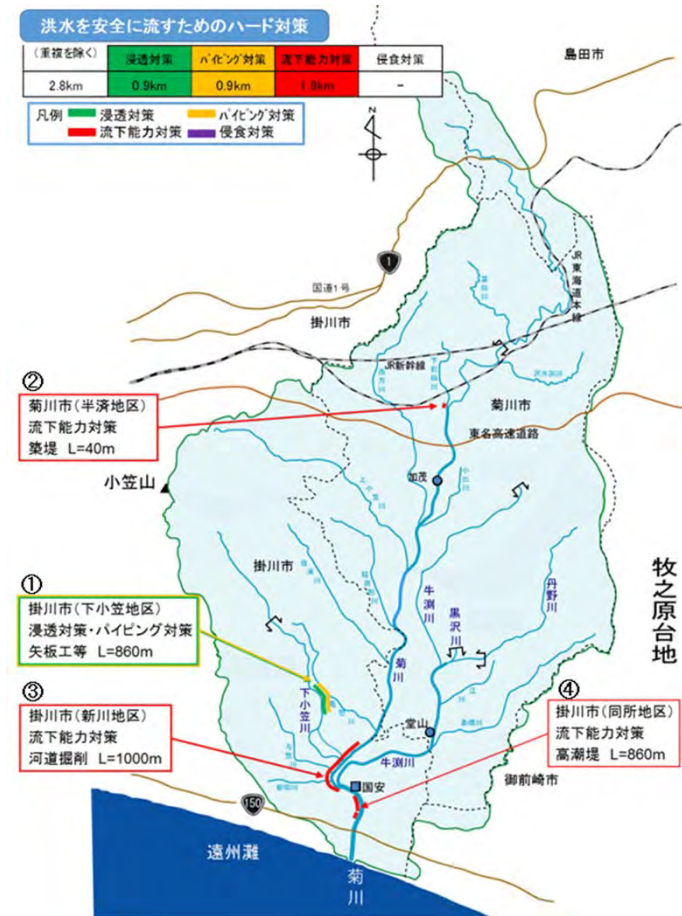 洪水を安全に流すためのハード対策
(重複を除く) 浸透対策 パイピング対策 流下能力対策 侵食対策
2.8km 0.9km 0.9km 1.9km −
凡例 浸透対策 パイピング対策
流下能力対策 侵食対策
島田市
N
1
国道1号
掛川市
JR東海道本線
JR新幹線
②
菊川市(半済地区)
流下能力対策
築堤 L=40m
菊川市
東名高速道路
小笠山
加茂
上小笠川
牧之原台地
①
掛川市(下小笠地区)
浸透対策・パイピング対策
矢板工等 L=860m
掛川市
牛渕川
黒沢川
丹野川
菊川
下小笠川
③
掛川市(新川地区)
流下能力対策
河道掘削 L=1000m
④
掛川市(同所地区)
流下能力対策
高潮堤 L=860m
堂山
牛渕川
国安
御前崎市
150
遠州灘
菊川